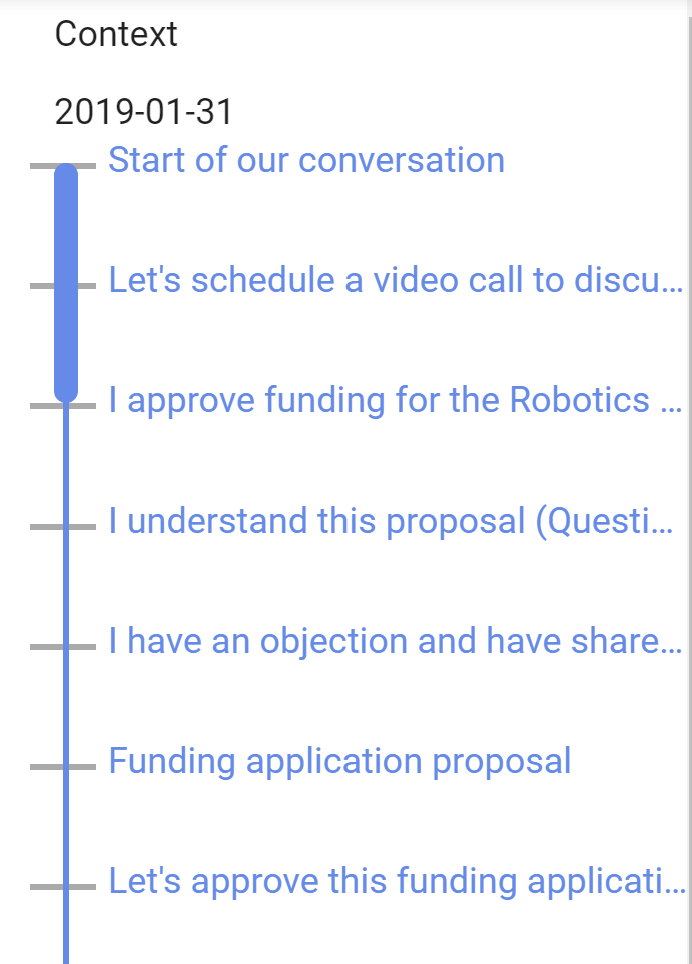 Context
2019-01-31
Start of our conversation
Let's schedule a video call to discu...
I approve funding for the Robotics ...
I understand this proposal (Questi...
I have an objection and have share...
Funding application proposal
Let's approve this funding applicati...